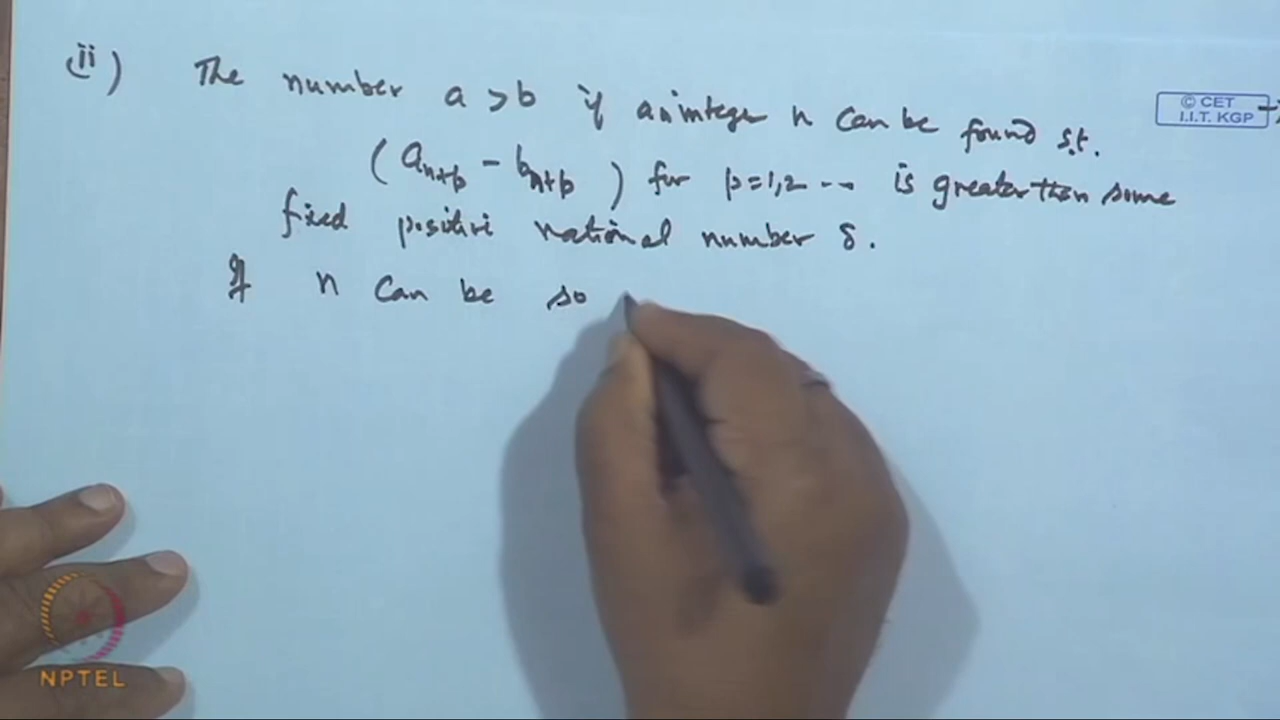 (ii) The number a > b if an integer n can be found s.t.
(a_{n+p} - b_{n+p}) for p=1,2 --- is greater than some
fixed positive rational number δ.
If n can be so
© CET
I.I.T. KGP
NPTEL